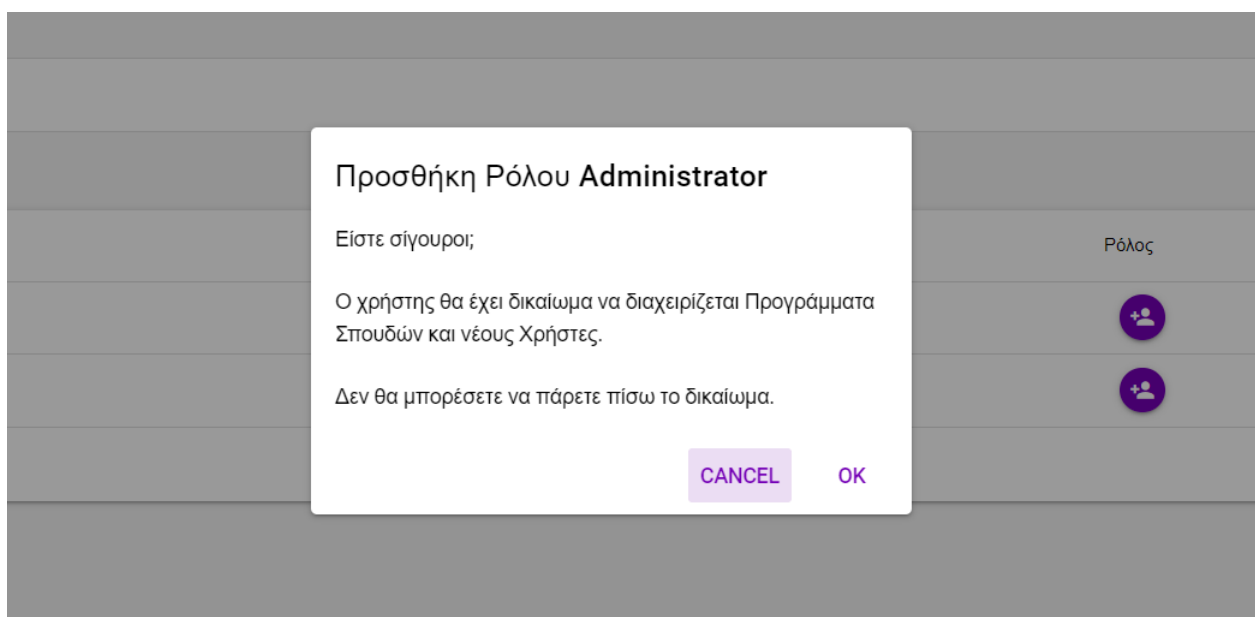 Προσθήκη Ρόλου Administrator
Είστε σίγουροι;
Ρόλος
Ο χρήστης θα έχει δικαίωμα να διαχειρίζεται Προγράμματα
Σπουδών και νέους Χρήστες.
Δεν θα μπορέσετε να πάρετε πίσω το δικαίωμα.
CANCEL OK